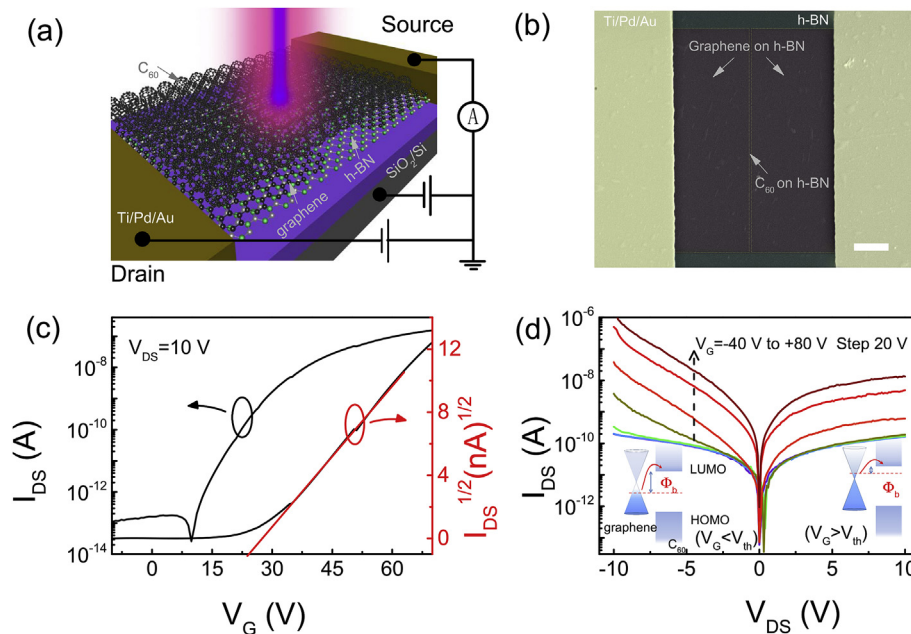 (a)
Source
C60
A
h-BN
SiO2/Si
graphene
Ti/Pd/Au
Drain
(b)
Ti/Pd/Au
h-BN
Graphene on h-BN
C60 on h-BN
(c)
VDS=10 V
10-8
10-10
10-12
10-14
IDS (A)
0
15
30
45
60
VG (V)
12
8
4
0
IDS1/2(nA)1/2
(d)
10-6
10-8
10-10
10-12
IDS (A)
VG=-40 V to +80 V Step 20 V
LUMO
Φb
HOMO
graphene
C60
(VG<Vth)
Φb
(VG>Vth)
-10
-5
0
5
10
VDS (V)